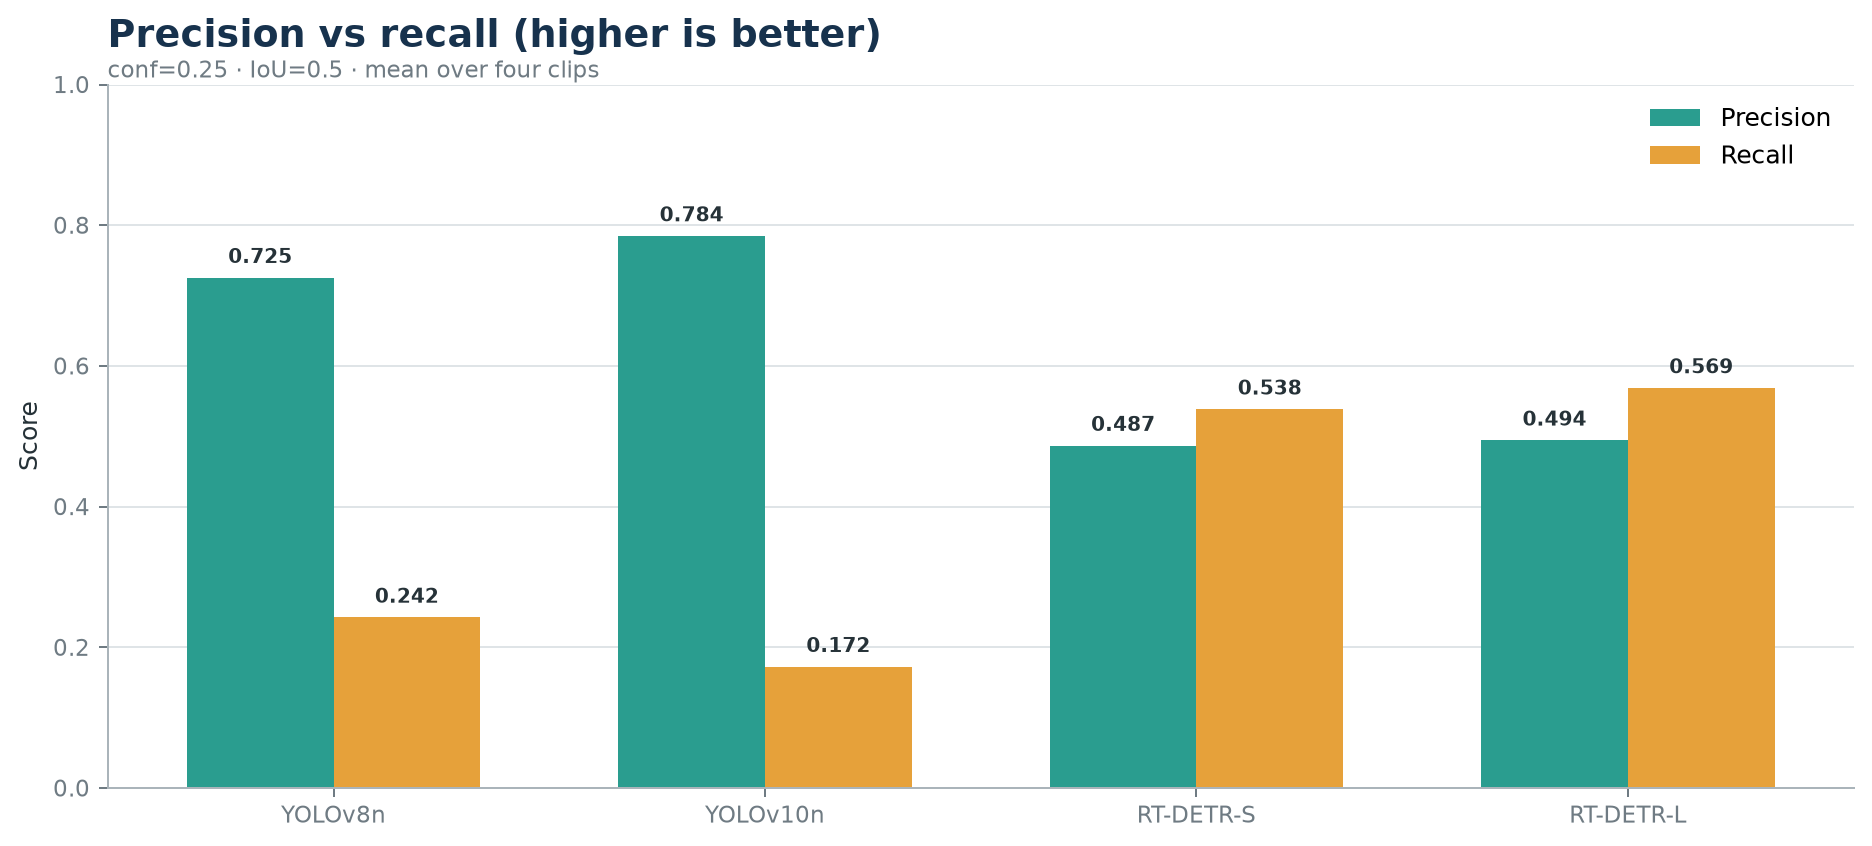 Precision vs recall (higher is better)
conf=0.25 · IoU=0.5 · mean over four clips
Precision
Recall
Score
1.0
0.8
0.6
0.4
0.2
0.0
0.725
0.242
0.784
0.172
0.487
0.538
0.494
0.569
YOLOv8n
YOLOv10n
RT-DETR-S
RT-DETR-L